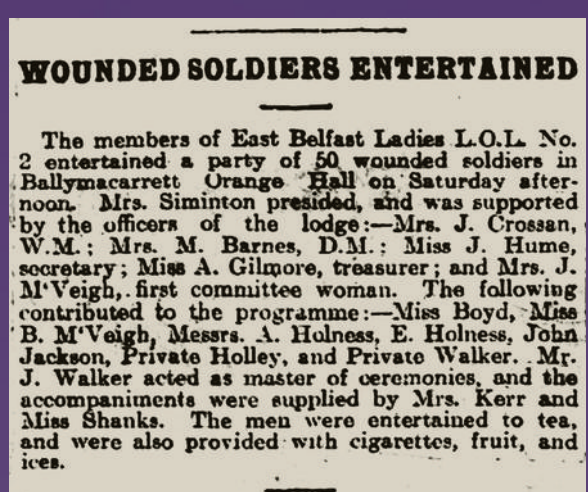 WOUNDED SOLDIERS ENTERTAINED
The members of East Belfast Ladies L.O.L. No.
2 entertained a party of 50 wounded soldiers in
Ballymacarrett Orange Hall on Saturday after-
noon. Mrs. Siminton presided, and was supported
by the officers of the lodge:—Mrs. J. Crossan,
W.M.; Mrs. M. Barnes, D.M.; Miss J. Hume,
secretary; Miss A. Gilmore, treasurer; and Mrs. J.
M'Veigh, first committee woman. The following
contributed to the programme:—Miss Boyd, Miss
B. M'Veigh, Messrs. A. Holness, E. Holness, John
Jackson, Private Holley, and Private Walker. Mr.
J. Walker acted as master of ceremonies, and the
accompaniments were supplied by Mrs. Kerr and
Miss Shanks. The men were entertained to tea,
and were also provided with cigarettes, fruit, and
ices.